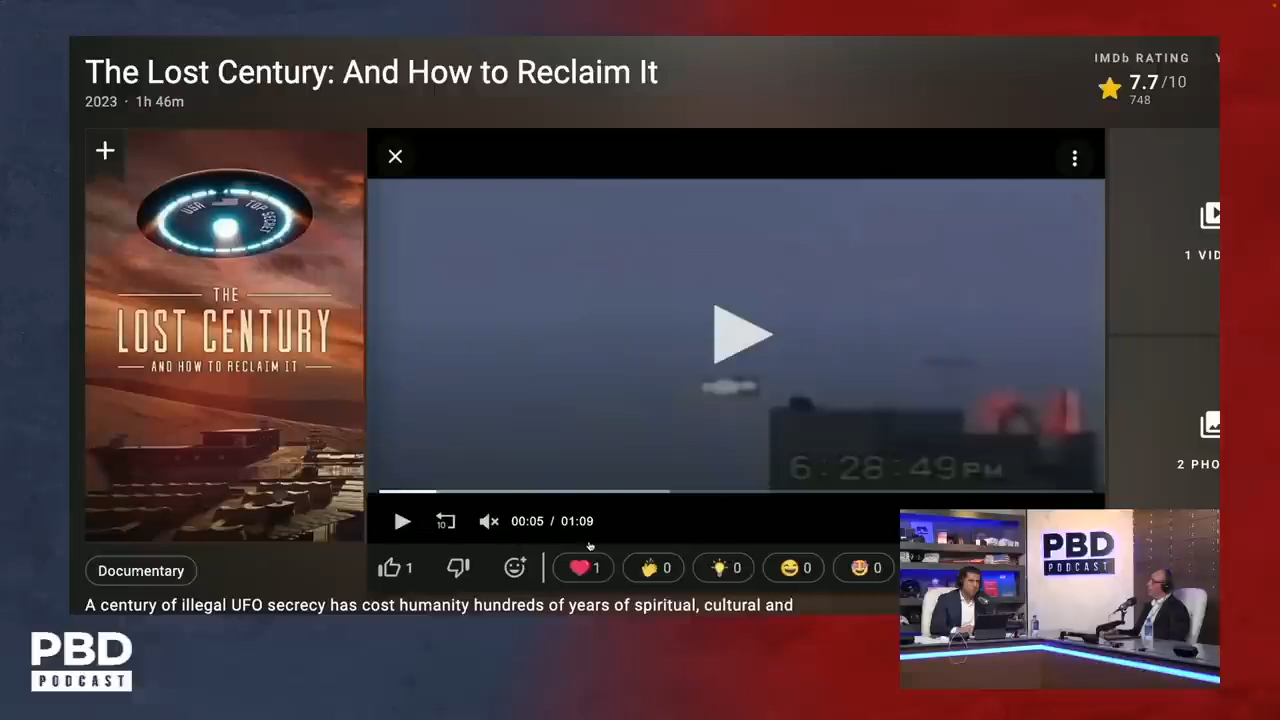 The Lost Century: And How to Reclaim It
2023 · 1h 46m
IMDb RATING
7.7/10
748
USA TOP SECRET
THE
LOST CENTURY
AND HOW TO RECLAIM IT
6:28:49PM
1 VID
2 PHO
10
00:05 / 01:09
1
1
0
0
0
0
Documentary
A century of illegal UFO secrecy has cost humanity hundreds of years of spiritual, cultural and
PBD
PODCAST
PBD
PODCAST